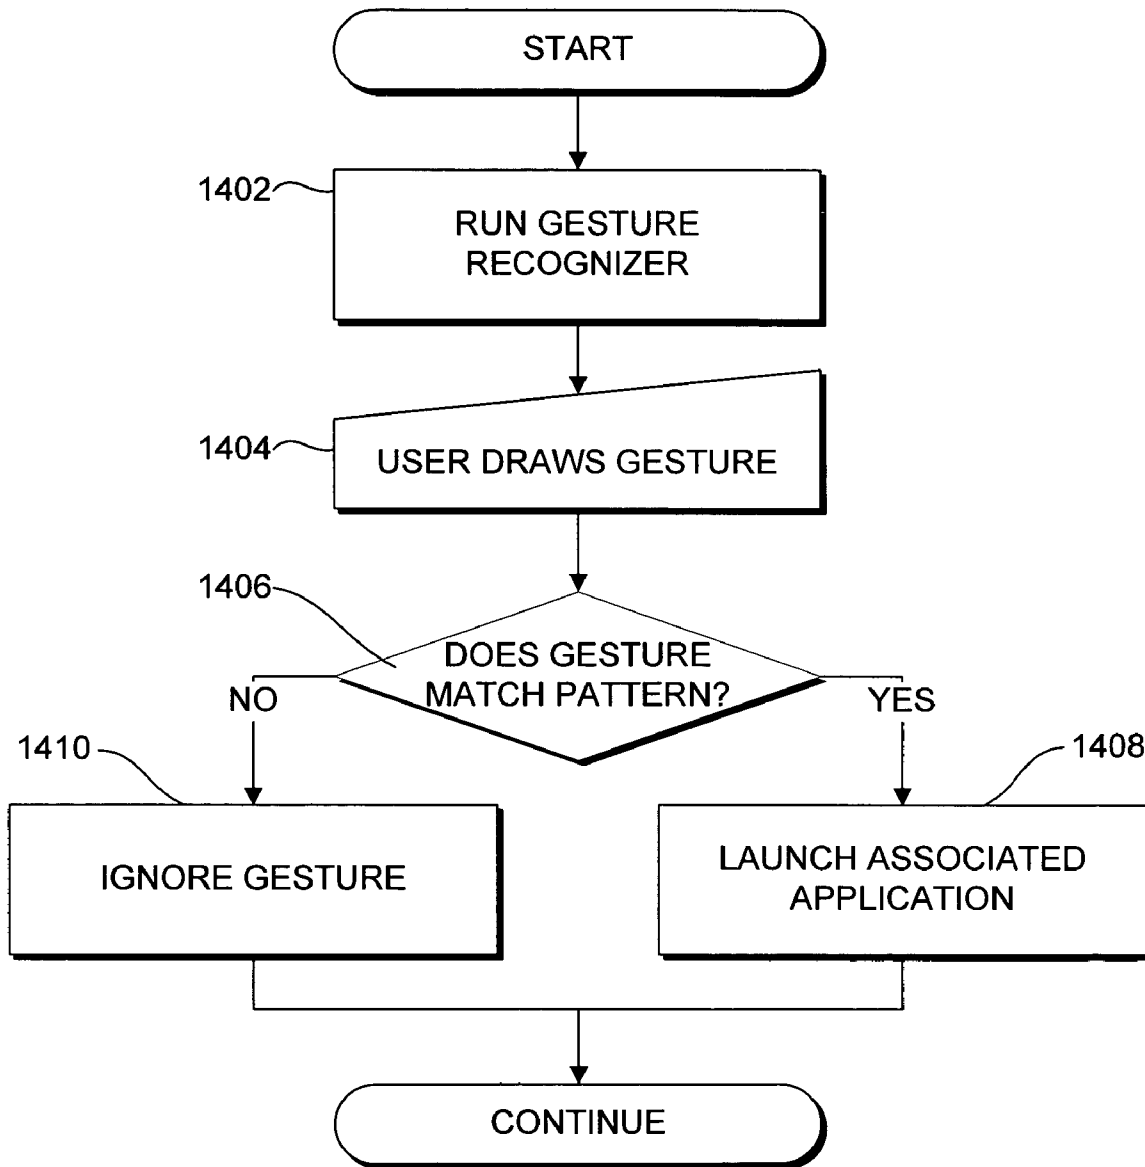 START
1402
RUN GESTURE
RECOGNIZER
1404
USER DRAWS GESTURE
1406
DOES GESTURE
MATCH PATTERN?
NO
YES
1410
1408
IGNORE GESTURE
LAUNCH ASSOCIATED
APPLICATION
CONTINUE